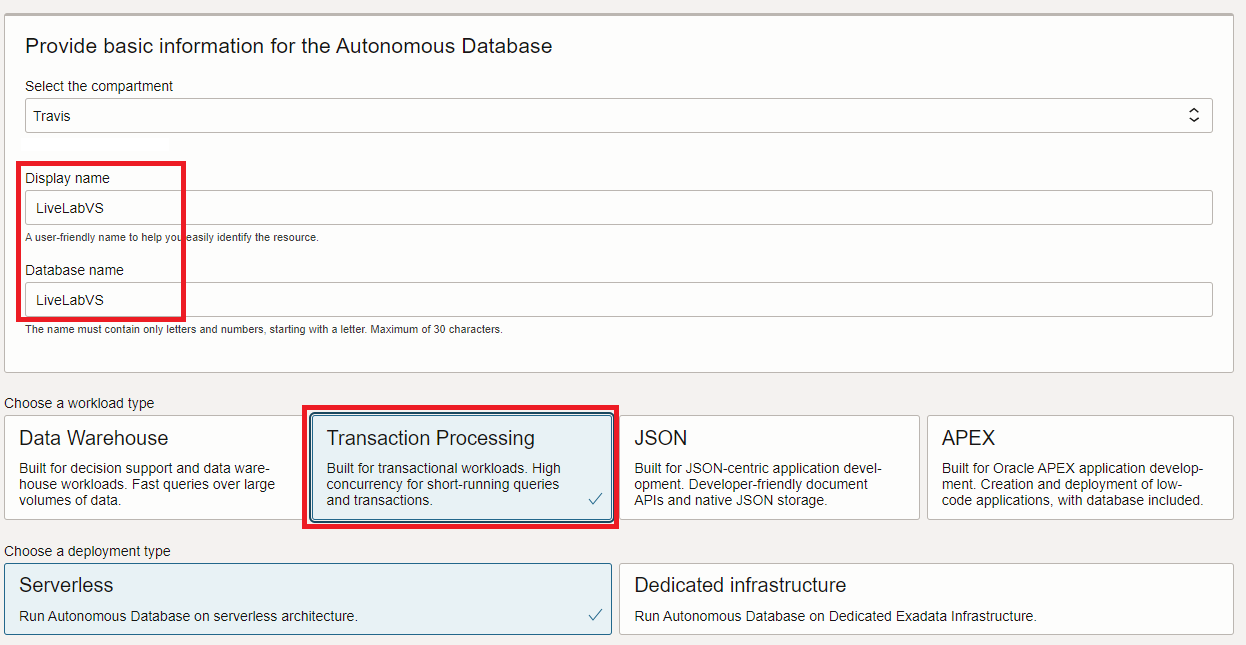 Provide basic information for the Autonomous Database
Select the compartment
Travis
Display name
LiveLabVS
A user-friendly name to help you easily identify the resource.
Database name
LiveLabVS
The name must contain only letters and numbers, starting with a letter. Maximum of 30 characters.
Choose a workload type
Data Warehouse
Built for decision support and data ware-
house workloads. Fast queries over large
volumes of data.
Transaction Processing
Built for transactional workloads. High
concurrency for short-running queries
and transactions.
JSON
Built for JSON-centric application devel-
opment. Developer-friendly document
APIs and native JSON storage.
APEX
Built for Oracle APEX application develop-
ment. Creation and deployment of low-
code applications, with database included.
Choose a deployment type
Serverless
Run Autonomous Database on serverless architecture.
Dedicated infrastructure
Run Autonomous Database on Dedicated Exadata Infrastructure.